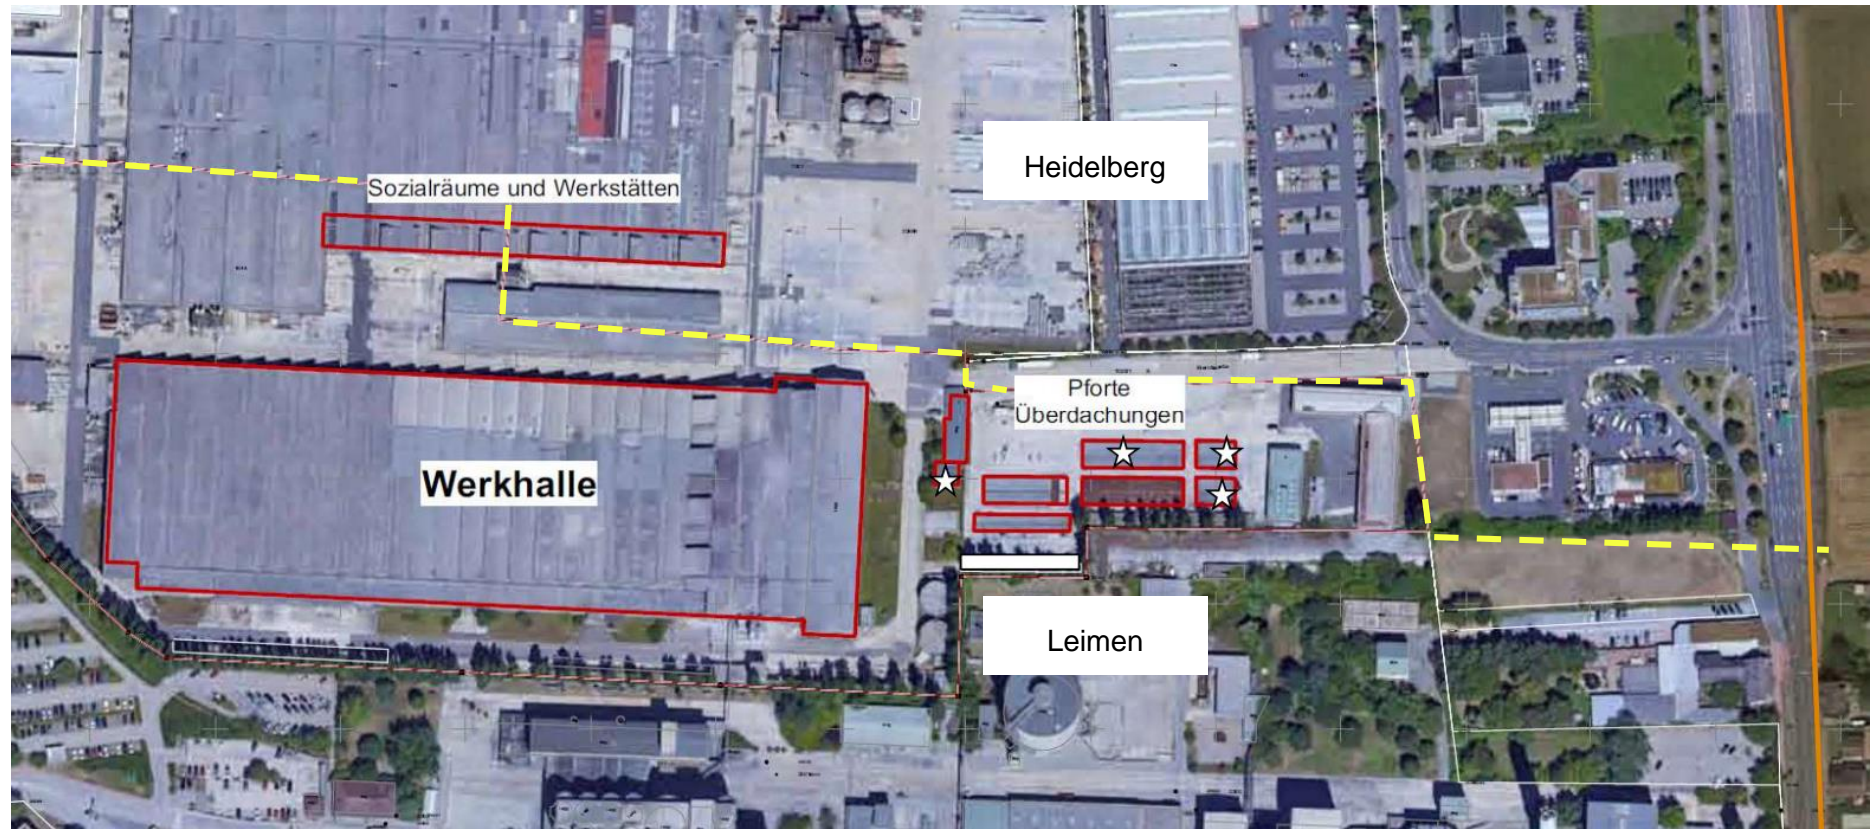 Heidelberg
Sozialräume und Werkstätten
Pforte
Überdachungen
Werkhalle
Leimen